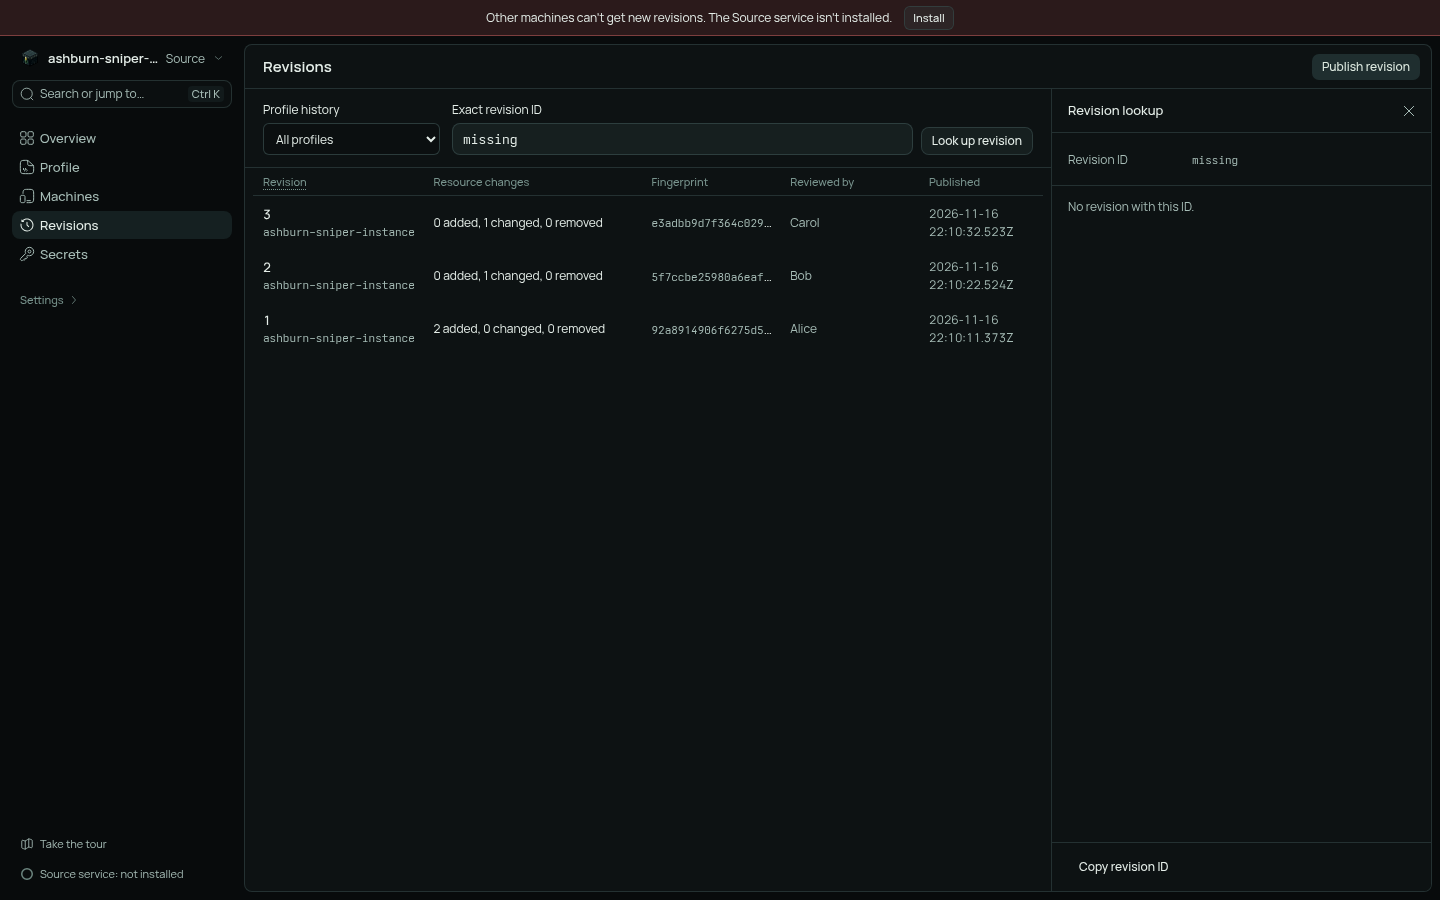 Other machines can't get new revisions. The Source service isn't installed. Install
ashburn-sniper-... Source
Search or jump to... Ctrl K
Overview
Profile
Machines
Revisions
Secrets
Settings
Take the tour
Source service: not installed
Revisions
Publish revision
Profile history
Exact revision ID
All profiles
missing
Look up revision
Revision Resource changes Fingerprint Reviewed by Published
3
ashburn-sniper-instance
0 added, 1 changed, 0 removed
e3adbb9d7f364c029...
Carol
2026-11-16
22:10:32.523Z
2
ashburn-sniper-instance
0 added, 1 changed, 0 removed
5f7ccbe25980a6eaf...
Bob
2026-11-16
22:10:22.524Z
1
ashburn-sniper-instance
2 added, 0 changed, 0 removed
92a8914906f6275d5...
Alice
2026-11-16
22:10:11.373Z
Revision lookup
Revision ID missing
No revision with this ID.
Copy revision ID